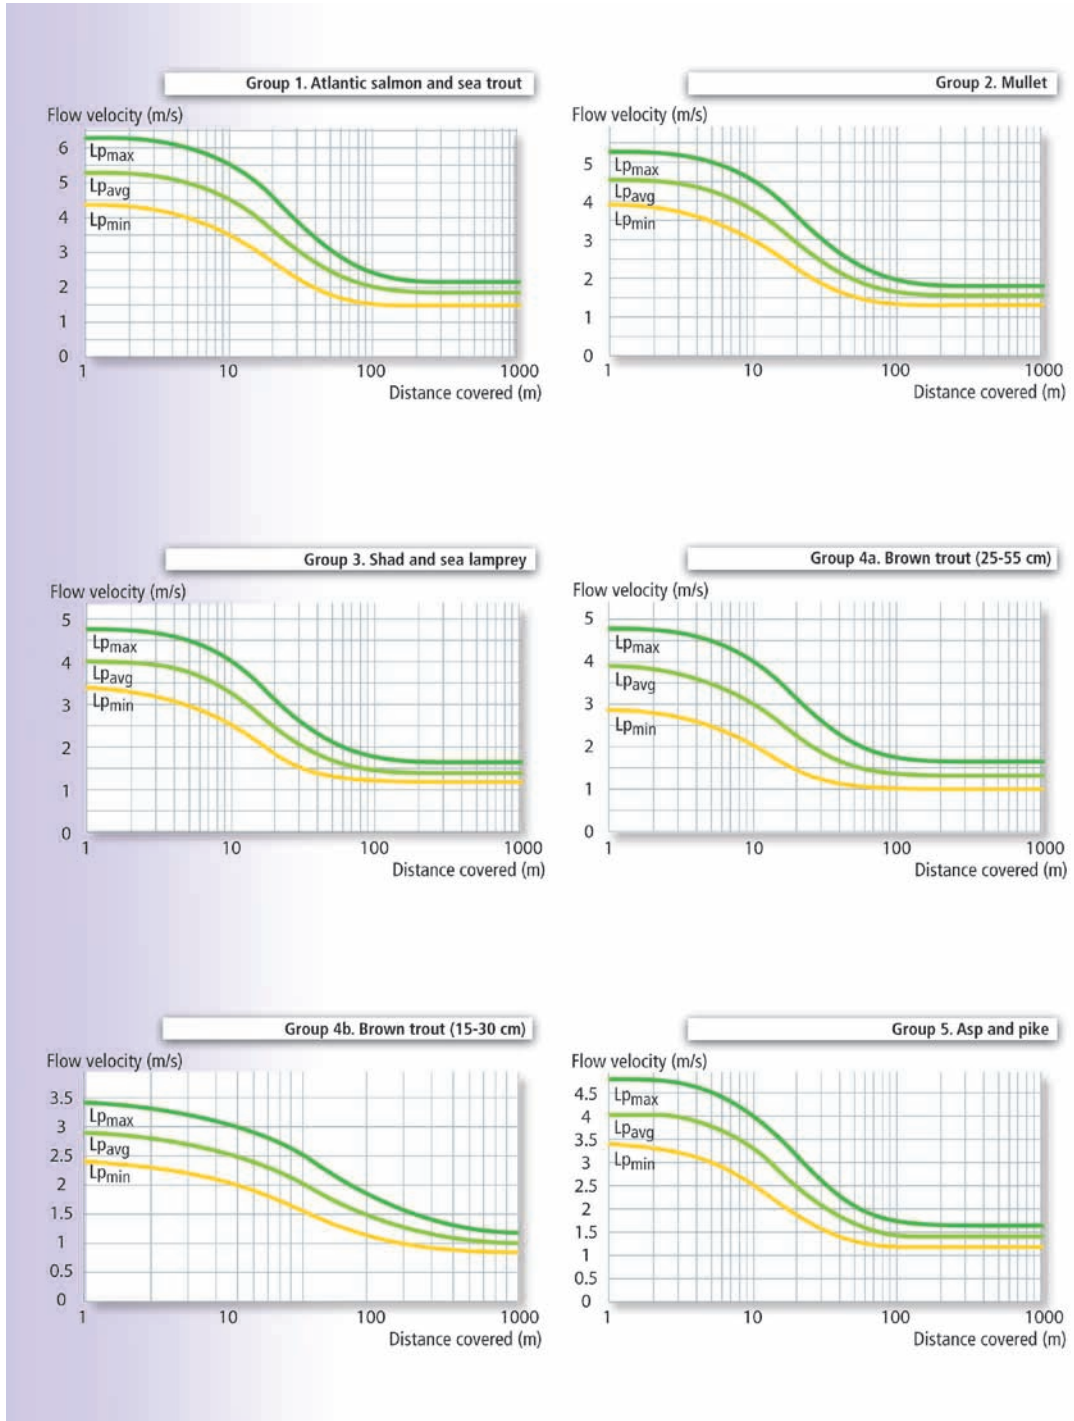 Group 1. Atlantic salmon and sea trout
Flow velocity (m/s)
6
5
4
3
2
1
0
Lpmax
Lpavg
Lpmin
1 10 100 1000
Distance covered (m)
Group 2. Mullet
Flow velocity (m/s)
5
4
3
2
1
0
Lpmax
Lpavg
Lpmin
1 10 100 1000
Distance covered (m)
Group 3. Shad and sea lamprey
Flow velocity (m/s)
5
4
3
2
1
0
Lpmax
Lpavg
Lpmin
1 10 100 1000
Distance covered (m)
Group 4a. Brown trout (25-55 cm)
Flow velocity (m/s)
5
4
3
2
1
0
Lpmax
Lpavg
Lpmin
1 10 100 1000
Distance covered (m)
Group 4b. Brown trout (15-30 cm)
Flow velocity (m/s)
3.5
3
2.5
2
1.5
1
0.5
0
Lpmax
Lpavg
Lpmin
1 10 100 1000
Distance covered (m)
Group 5. Asp and pike
Flow velocity (m/s)
4.5
4
3.5
3
2.5
2
1.5
1
0.5
0
Lpmax
Lpavg
Lpmin
1 10 100 1000
Distance covered (m)